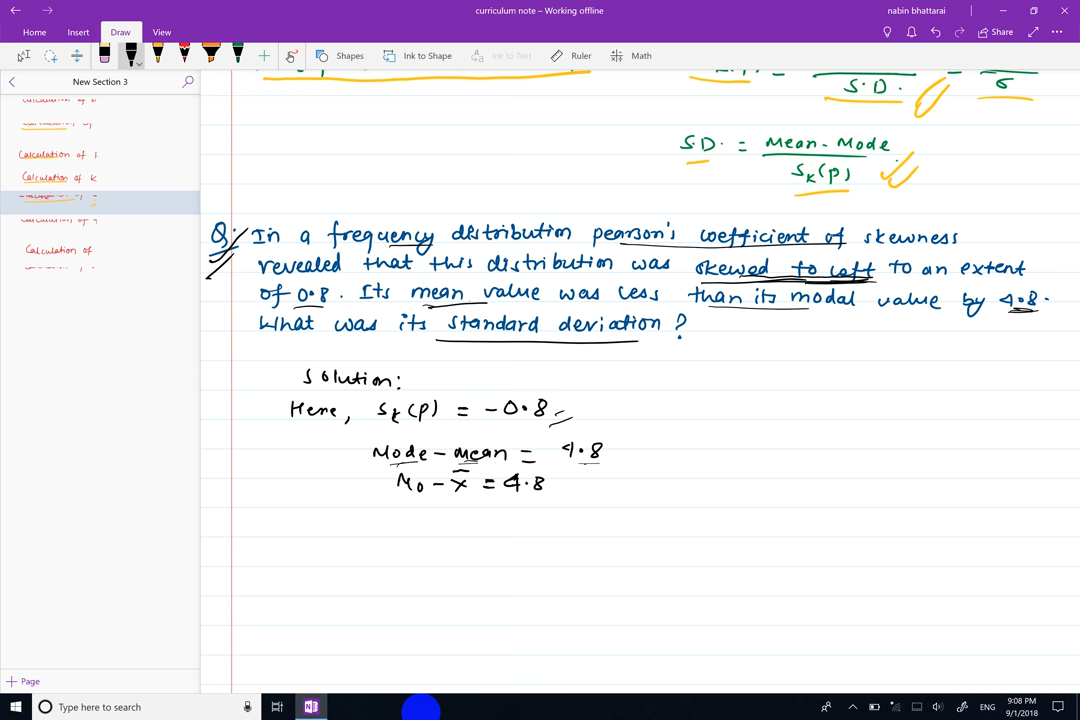 curriculum note – Working offline
nabin bhattarai
Home Insert Draw View
Share
Shapes Ink to Shape Ink to Text Ruler Math
New Section 3
Calculation of
Calculation of k
Calculation of
S.D. = σ
S.D. = Mean - Mode
Sk(p)
Q: In a frequency distribution pearson's coefficient of skewness
revealed that this distribution was skewed to left to an extent
of 0.8. Its mean value was less than its modal value by 4.8.
What was its standard deviation?
Solution:
Here, Sk(p) = -0.8
Mode - mean = 4.8
M0 - x̄ = 4.8
+ Page
Type here to search
ENG
9:08 PM
9/1/2018